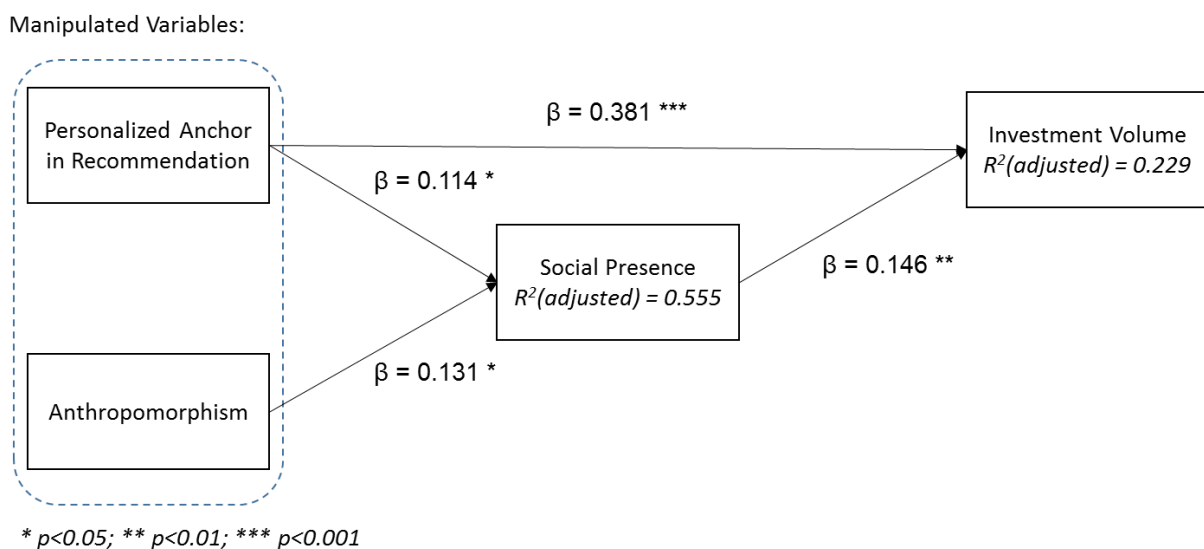 Manipulated Variables:
Personalized Anchor
in Recommendation
β = 0.381 ***
Investment Volume
R²(adjusted) = 0.229
β = 0.114 *
Social Presence
R²(adjusted) = 0.555
β = 0.146 **
β = 0.131 *
Anthropomorphism
* p<0.05; ** p<0.01; *** p<0.001